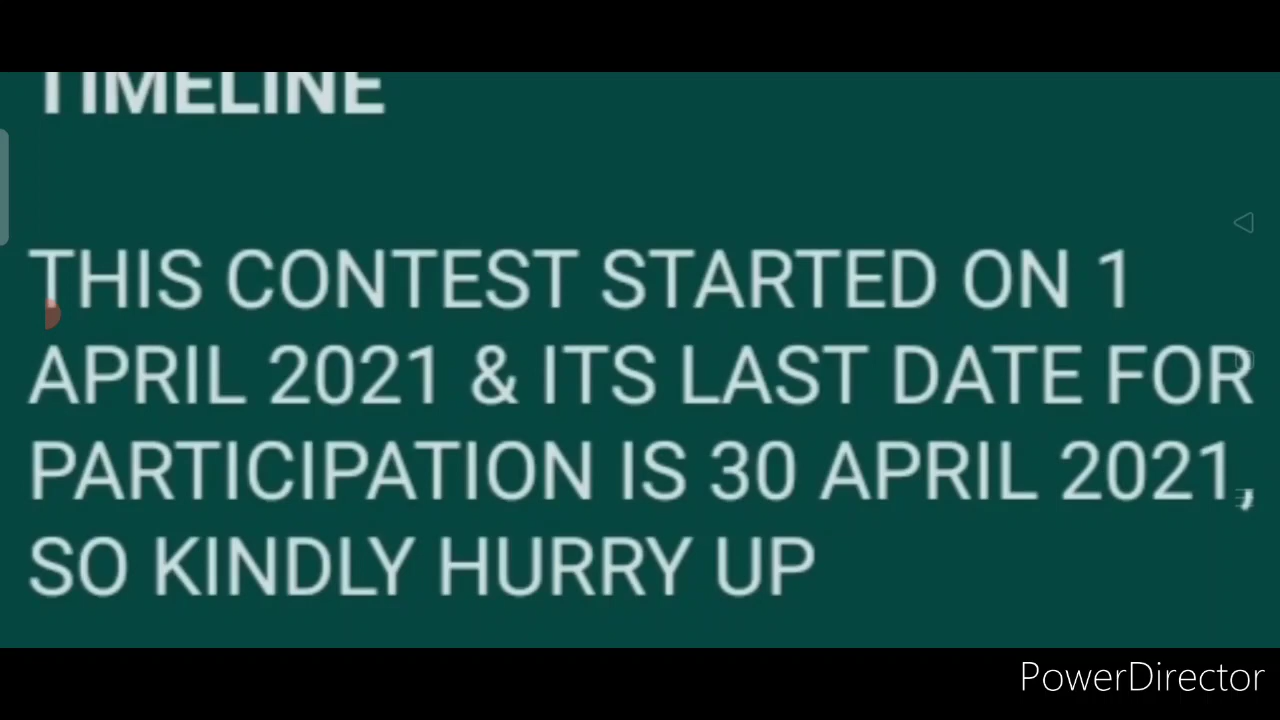 TIMELINE
THIS CONTEST STARTED ON 1
APRIL 2021 & ITS LAST DATE FOR
PARTICIPATION IS 30 APRIL 2021,
SO KINDLY HURRY UP
PowerDirector